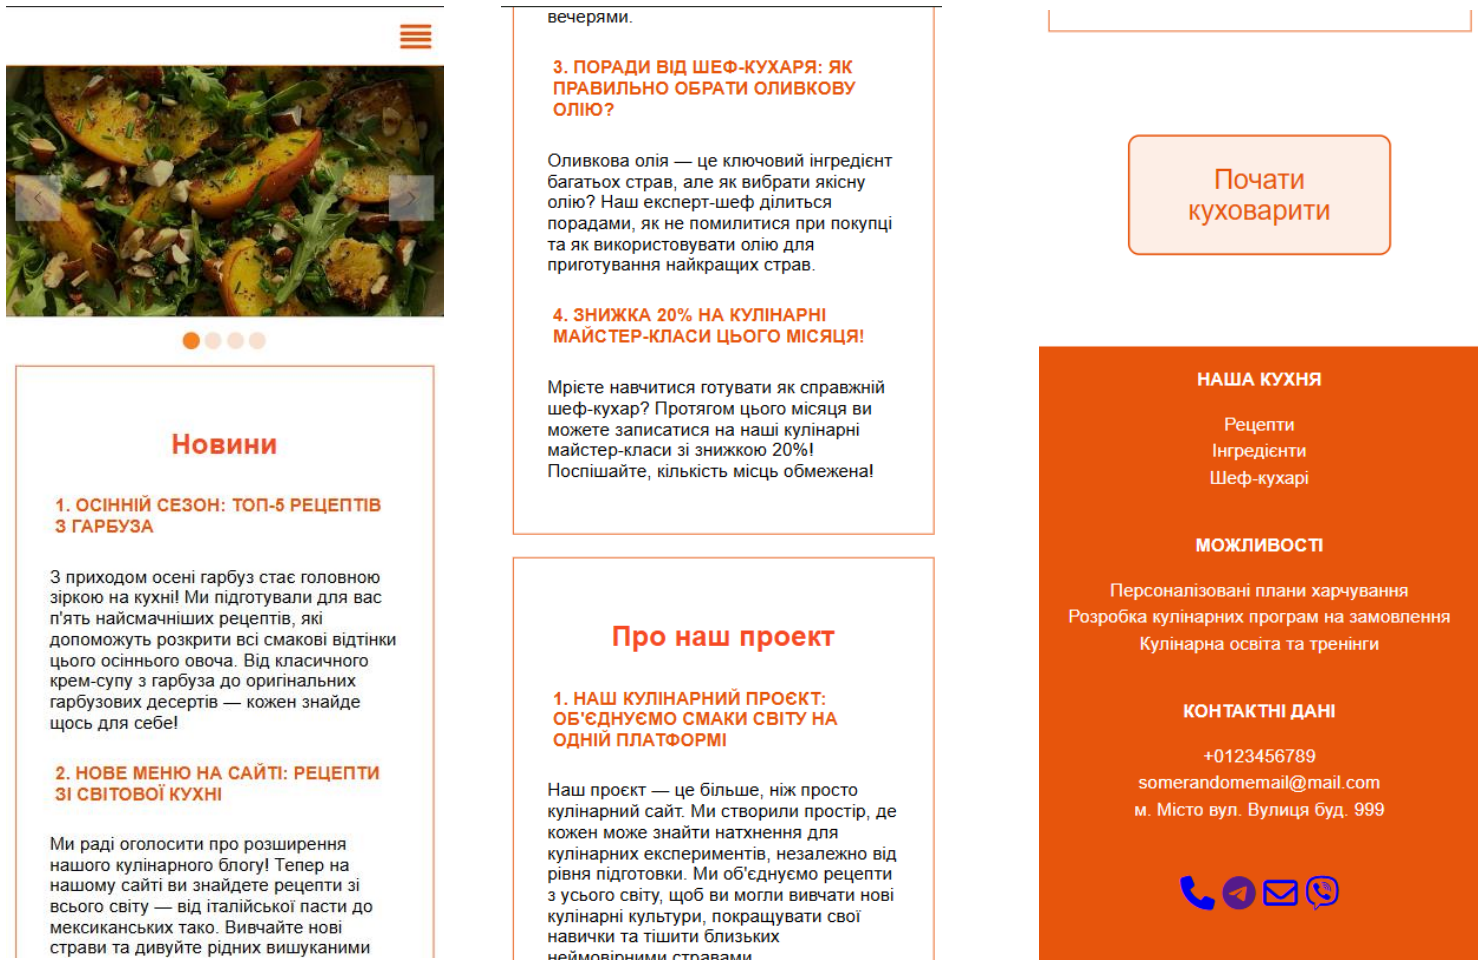 Новини
1. ОСІННІЙ СЕЗОН: ТОП-5 РЕЦЕПТІВ
З ГАРБУЗА
З приходом осені гарбуз стає головною
зіркою на кухні! Ми підготували для вас
п'ять найсмачніших рецептів, які
допоможуть розкрити всі смакові відтінки
цього осіннього овоча. Від класичного
крем-супу з гарбуза до оригінальних
гарбузових десертів — кожен знайде
щось для себе!
2. НОВЕ МЕНЮ НА САЙТІ: РЕЦЕПТИ
ЗІ СВІТОВОЇ КУХНІ
Ми раді оголосити про розширення
нашого кулінарного блогу! Тепер на
нашому сайті ви знайдете рецепти зі
всього світу — від італійської пасти до
мексиканських тако. Вивчайте нові
страви та дивуйте рідних вишуканими
вечерями.
3. ПОРАДИ ВІД ШЕФ-КУХАРЯ: ЯК
ПРАВИЛЬНО ОБРАТИ ОЛИВКОВУ
ОЛІЮ?
Оливкова олія — це ключовий інгредієнт
багатьох страв, але як вибрати якісну
олію? Наш експерт-шеф ділиться
порадами, як не помилитися при покупці
та як використовувати олію для
приготування найкращих страв.
4. ЗНИЖКА 20% НА КУЛІНАРНІ
МАЙСТЕР-КЛАСИ ЦЬОГО МІСЯЦЯ!
Мрієте навчитися готувати як справжній
шеф-кухар? Протягом цього місяця ви
можете записатися на наші кулінарні
майстер-класи зі знижкою 20%!
Поспішайте, кількість місць обмежена!
Про наш проект
1. НАШ КУЛІНАРНИЙ ПРОЄКТ:
ОБ'ЄДНУЄМО СМАКИ СВІТУ НА
ОДНІЙ ПЛАТФОРМІ
Наш проєкт — це більше, ніж просто
кулінарний сайт. Ми створили простір, де
кожен може знайти натхнення для
кулінарних експериментів, незалежно від
рівня підготовки. Ми об'єднуємо рецепти
з усього світу, щоб ви могли вивчати нові
кулінарні культури, покращувати свої
навички та тішити близьких
неймовірними стравами
Почати
куховарити
НАША КУХНЯ
Рецепти
Інгредієнти
Шеф-кухарі
МОЖЛИВОСТІ
Персоналізовані плани харчування
Розробка кулінарних програм на замовлення
Кулінарна освіта та тренінги
КОНТАКТНІ ДАНІ
+0123456789
somerandomemail@mail.com
м. Місто вул. Вулиця буд. 999